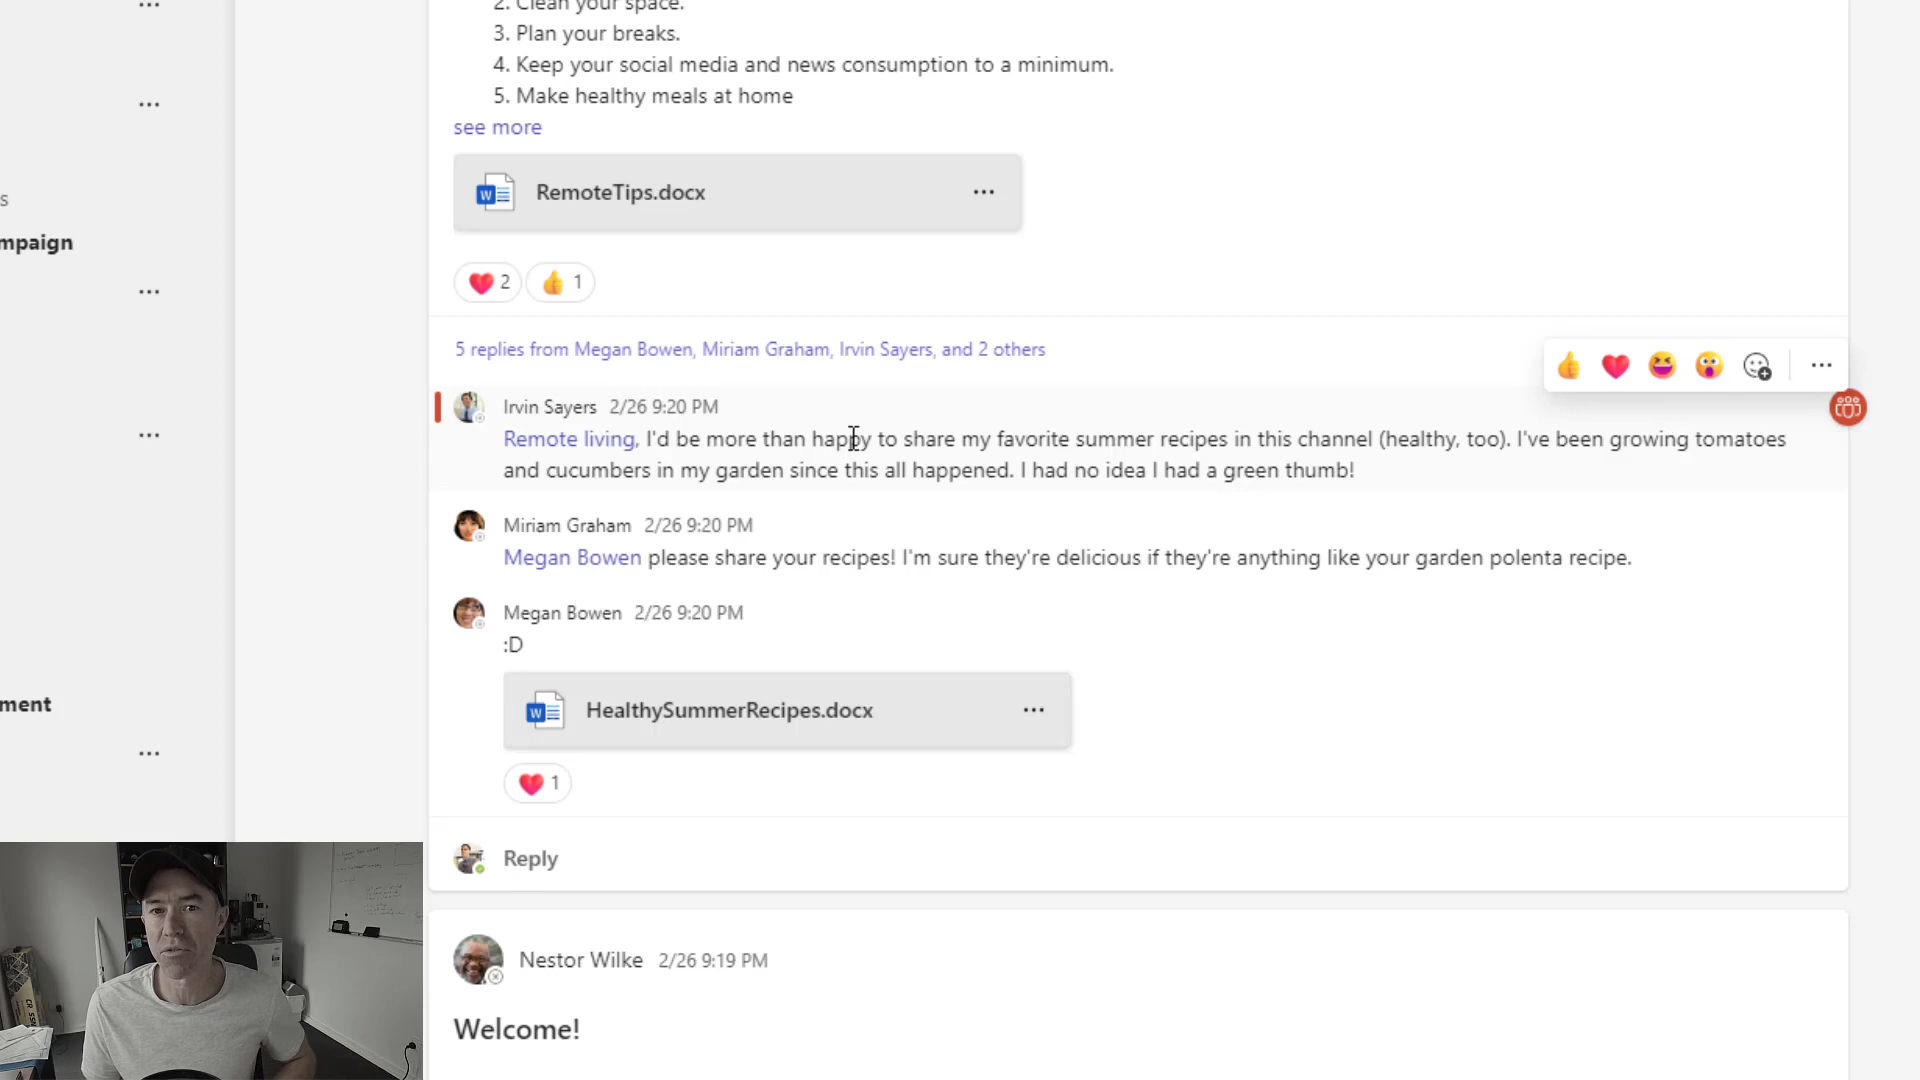 2. Clean your space.
3. Plan your breaks.
4. Keep your social media and news consumption to a minimum.
5. Make healthy meals at home
see more
RemoteTips.docx
2
1
s
mpaign
5 replies from Megan Bowen, Miriam Graham, Irvin Sayers, and 2 others
Irvin Sayers 2/26 9:20 PM
Remote living, I'd be more than happy to share my favorite summer recipes in this channel (healthy, too). I've been growing tomatoes
and cucumbers in my garden since this all happened. I had no idea I had a green thumb!
Miriam Graham 2/26 9:20 PM
Megan Bowen please share your recipes! I'm sure they're delicious if they're anything like your garden polenta recipe.
Megan Bowen 2/26 9:20 PM
:D
ment
HealthySummerRecipes.docx
1
Reply
Nestor Wilke 2/26 9:19 PM
Welcome!